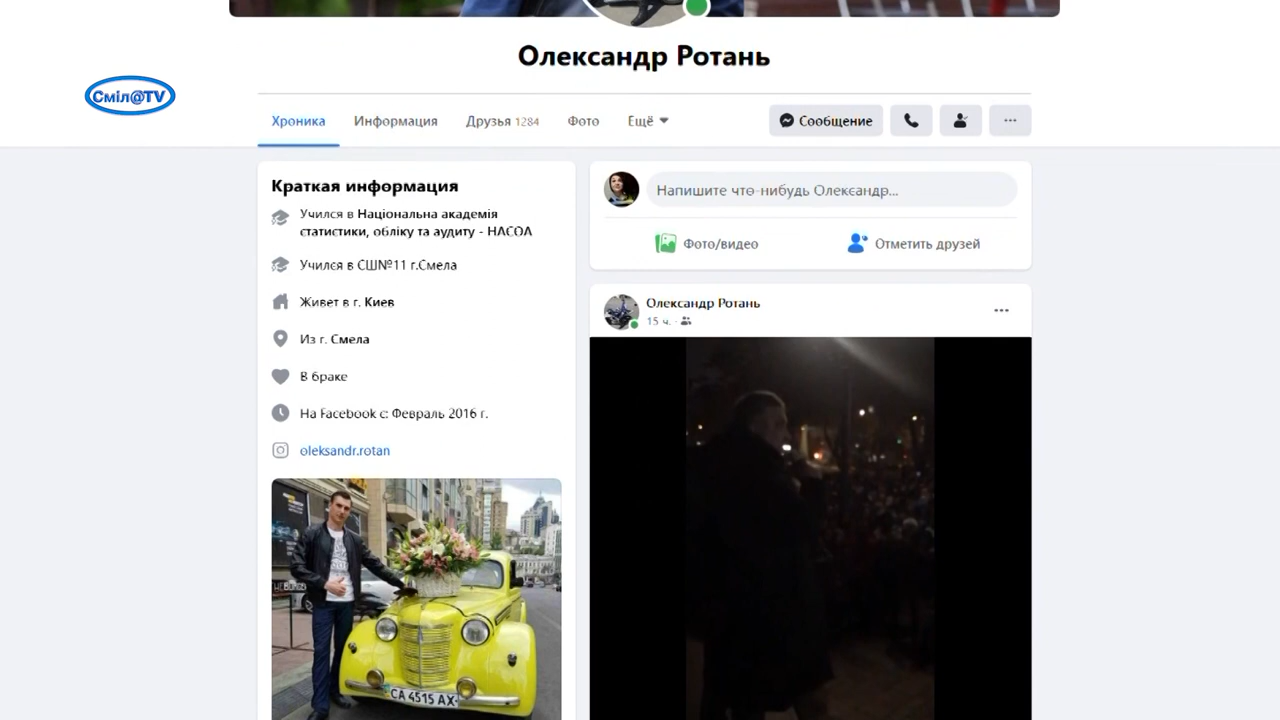 Олександр Ротань
Сміл@TV
Хроника
Информация
Друзья 1284
Фото
Ещё
Сообщение
Краткая информация
Учился в Національна академія
статистики, обліку та аудиту - НАСОА
Учился в СШ№11 г.Смела
Живет в г. Киев
Из г. Смела
В браке
На Facebook с: Февраль 2016 г.
oleksandr.rotan
СА 4515 АХ
Напишите что-нибудь Олександр...
Фото/видео
Отметить друзей
Олександр Ротань
15 ч.